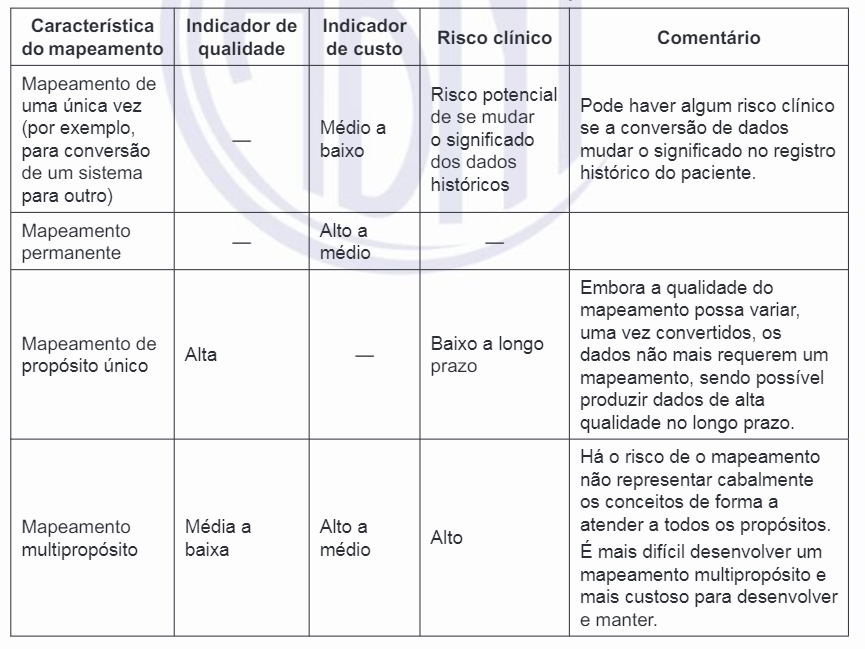 Característica do mapeamento
Indicador de qualidade
Indicador de custo
Risco clínico
Comentário
Mapeamento de
uma única vez
(por exemplo,
para conversão
de um sistema
para outro)
—
Médio a
baixo
Risco potencial
de se mudar
o significado
dos dados
históricos
Pode haver algum risco clínico
se a conversão de dados
mudar o significado no registro
histórico do paciente.
Mapeamento
permanente
—
Alto a
médio
—
Mapeamento de
propósito único
Alta
—
Baixo a longo
prazo
Embora a qualidade do
mapeamento possa variar,
uma vez convertidos, os
dados não mais requerem um
mapeamento, sendo possível
produzir dados de alta
qualidade no longo prazo.
Mapeamento
multipropósito
Média a
baixa
Alto a
médio
Alto
Há o risco de o mapeamento
não representar cabalmente
os conceitos de forma a
atender a todos os propósitos.
É mais difícil desenvolver um
mapeamento multipropósito e
mais custoso para desenvolver
e manter.